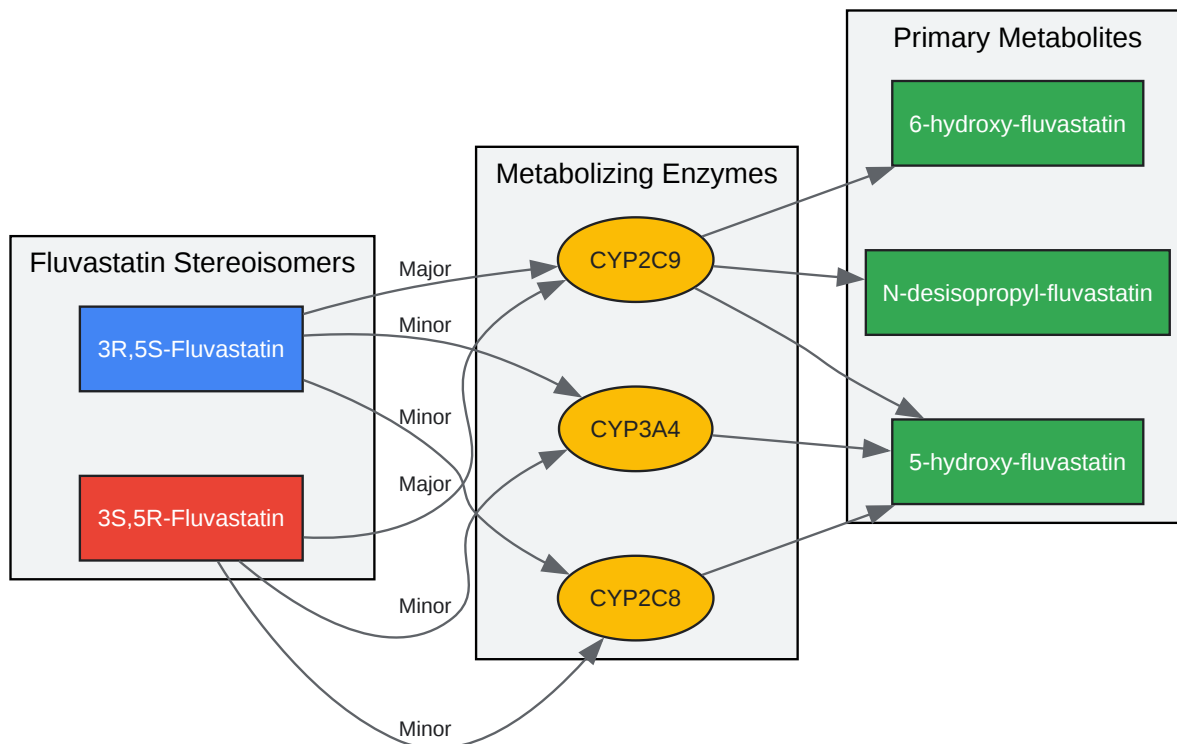 Fluvastatin Stereoisomers
3R,5S-Fluvastatin
3S,5R-Fluvastatin
Major
Minor
Minor
Major
Minor
Minor
Metabolizing Enzymes
CYP2C9
CYP3A4
CYP2C8
Primary Metabolites
6-hydroxy-fluvastatin
N-desisopropyl-fluvastatin
5-hydroxy-fluvastatin